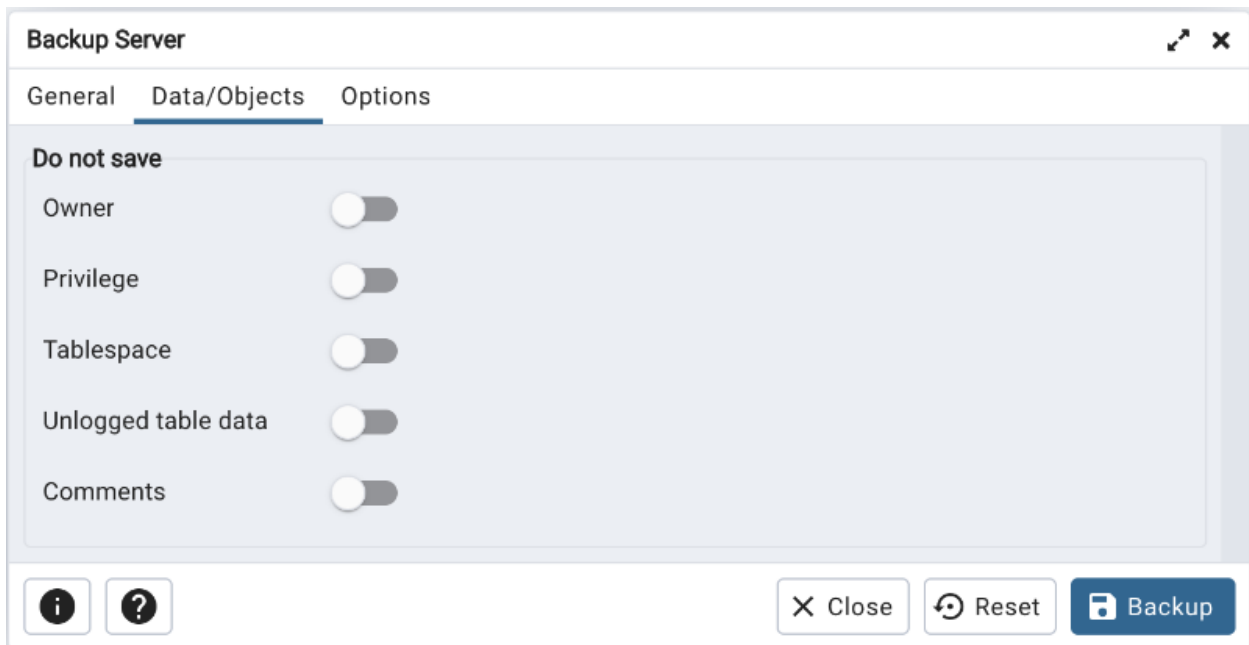 Backup Server
General Data/Objects Options
Do not save
Owner
Privilege
Tablespace
Unlogged table data
Comments
Close Reset Backup